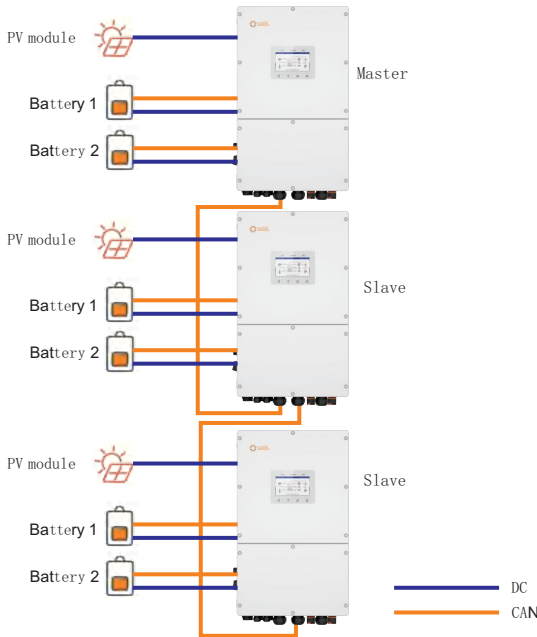 PV module
Master
Battery 1
Battery 2
PV module
Slave
Battery 1
Battery 2
PV module
Slave
Battery 1
Battery 2
DC
CAN